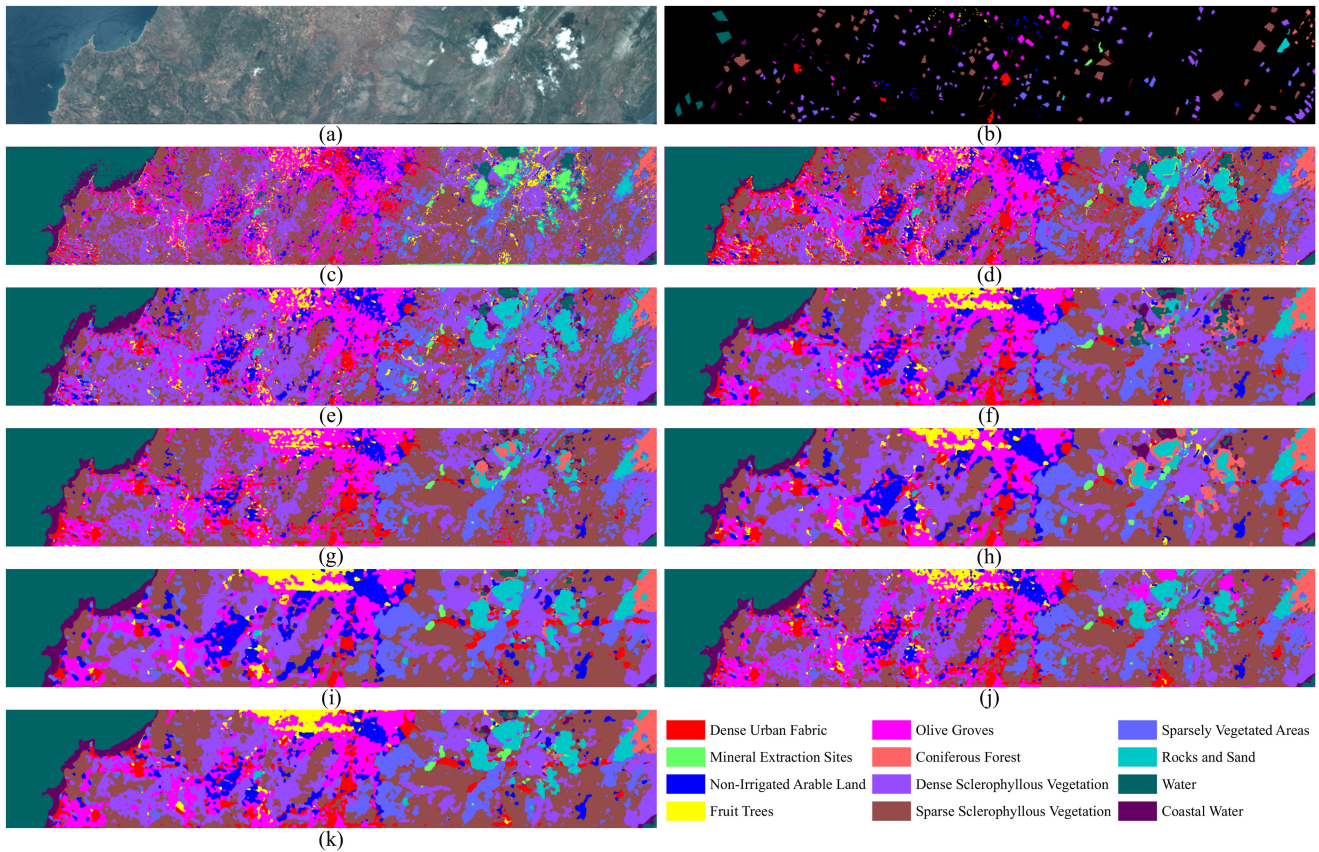 (a)
(b)
(c)
(d)
(e)
(f)
(g)
(h)
(i)
(j)
(k)
Dense Urban Fabric
Mineral Extraction Sites
Non-Irrigated Arable Land
Fruit Trees
Olive Groves
Coniferous Forest
Dense Sclerophyllous Vegetation
Sparse Sclerophyllous Vegetation
Sparsely Vegetated Areas
Rocks and Sand
Water
Coastal Water